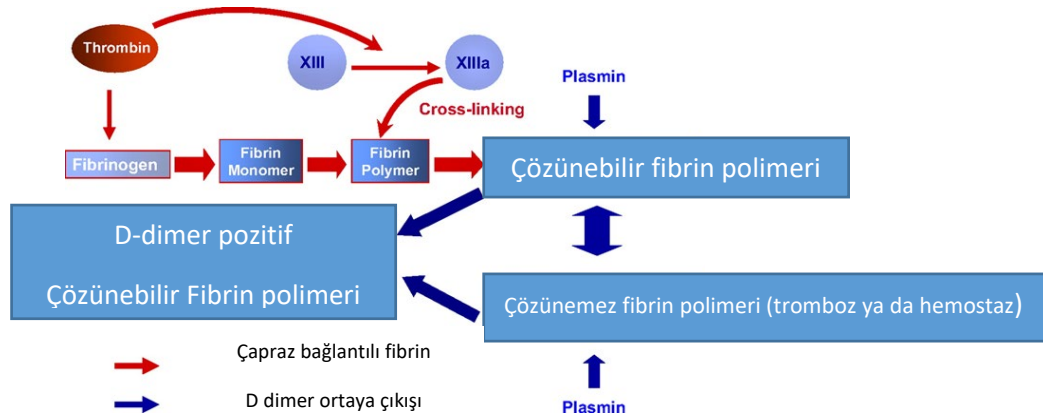 Thrombin
XIII
XIIIa
Plasmin
Cross-linking
Fibrinogen
Fibrin
Monomer
Fibrin
Polymer
Çözünebilir fibrin polimeri
D-dimer pozitif
Çözünebilir Fibrin polimeri
Çözünemez fibrin polimeri (tromboz ya da hemostaz)
Çapraz bağlantılı fibrin
D dimer ortaya çıkışı
Plasmin